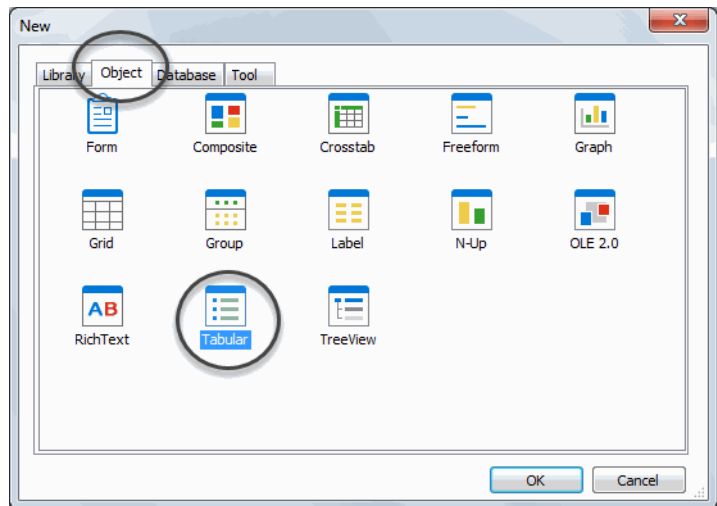 New
Library Object Database Tool
Form Composite Crosstab Freeform Graph
Grid Group Label N-Up OLE 2.0
AB
RichText Tabular TreeView
OK Cancel